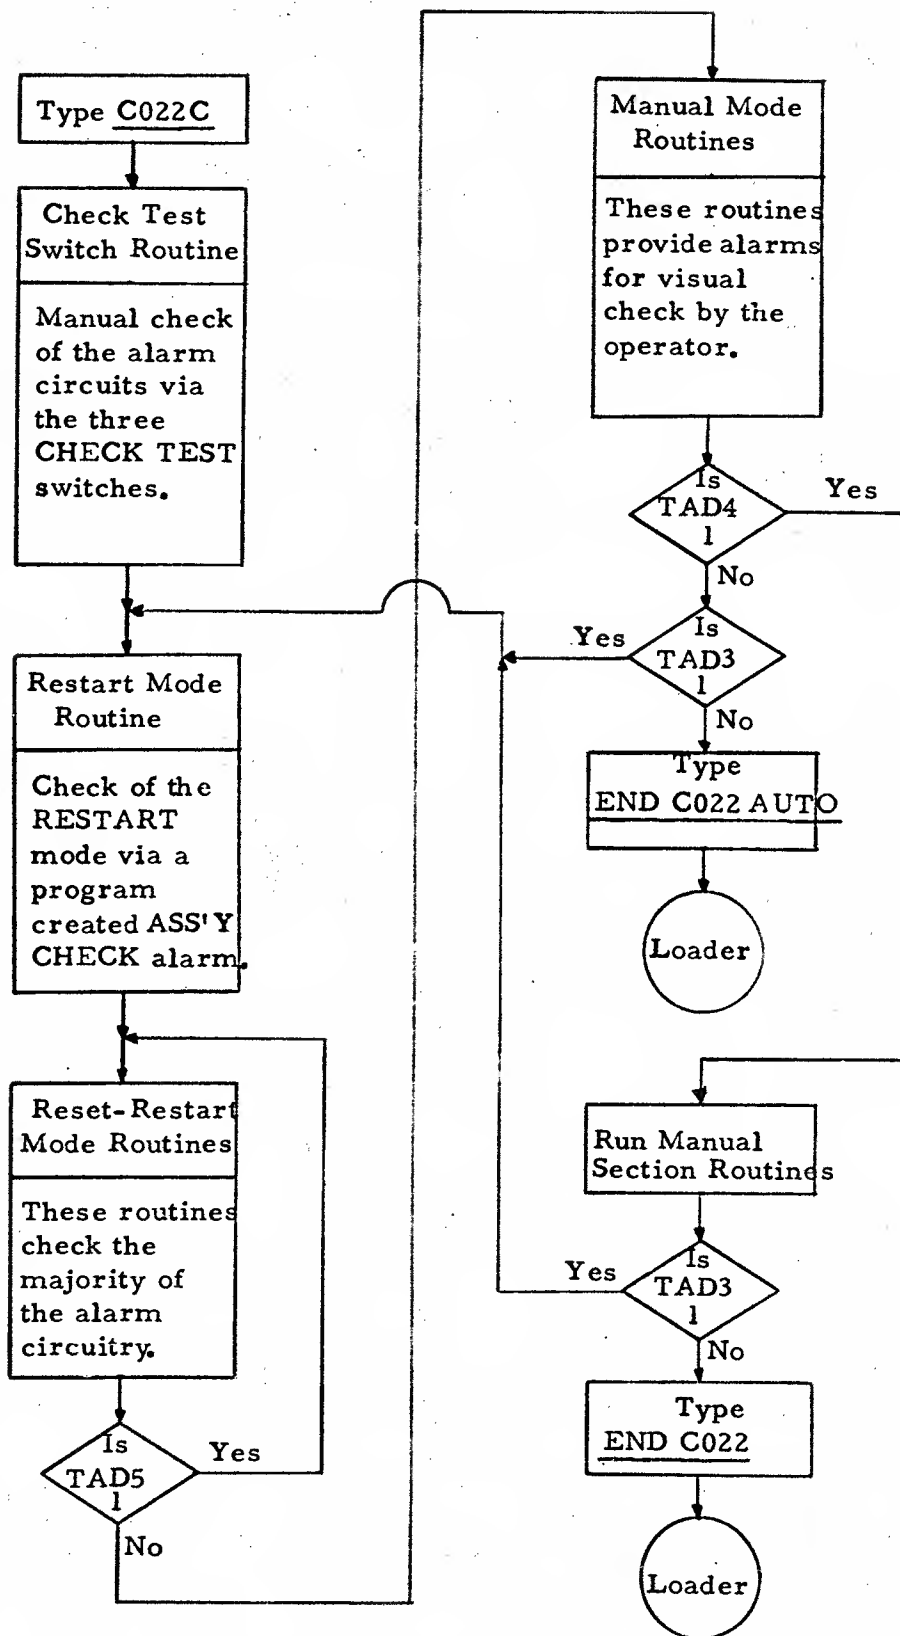 Type C022C
Check Test
Switch Routine
Manual check
of the alarm
circuits via
the three
CHECK TEST
switches.
Restart Mode
Routine
Check of the
RESTART
mode via a
program
created ASS'Y
CHECK alarm.
Reset-Restart
Mode Routines
These routines
check the
majority of
the alarm
circuitry.
Is
TAD5
1
Yes
No
Manual Mode
Routines
These routines
provide alarms
for visual
check by the
operator.
Is
TAD4
1
Yes
No
Is
TAD3
1
Yes
No
Type
END C022 AUTO
Loader
Run Manual
Section Routines
Is
TAD3
1
Yes
No
Type
END C022
Loader